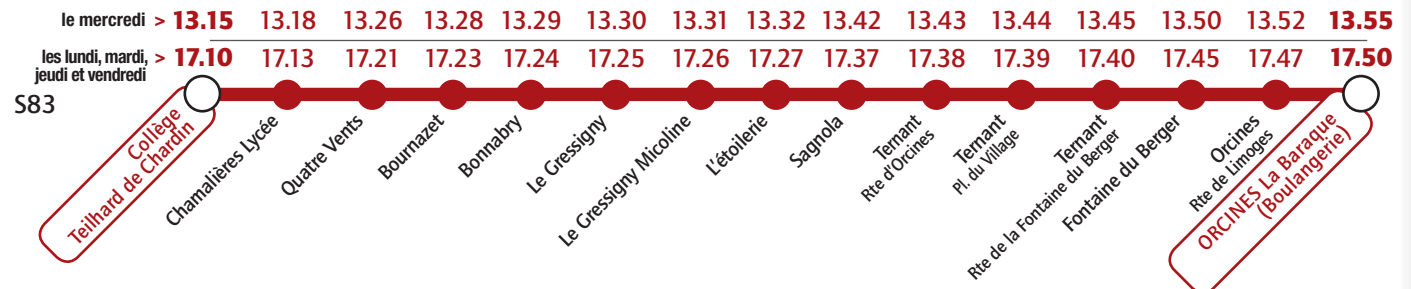 le mercredi > 13.15 13.18 13.26 13.28 13.29 13.30 13.31 13.32 13.42 13.43 13.44 13.45 13.50 13.52 13.55
les lundi, mardi, > 17.10 17.13 17.21 17.23 17.24 17.25 17.26 17.27 17.37 17.38 17.39 17.40 17.45 17.47 17.50
jeudi et vendredi
S83
Collège
Teilhard de Chardin
Chamalières Lycée
Quatre Vents
Bournazet
Bonnabry
Le Gressigny
Le Gressigny Micoline
L'étoilerie
Sagnola
Ternant
Rte d'Orcines
Ternant
Pl. du Village
Ternant
Rte de la Fontaine du Berger
Fontaine du Berger
Orcines
Rte de Limoges
ORCINES La Baraque
(Boulangerie)